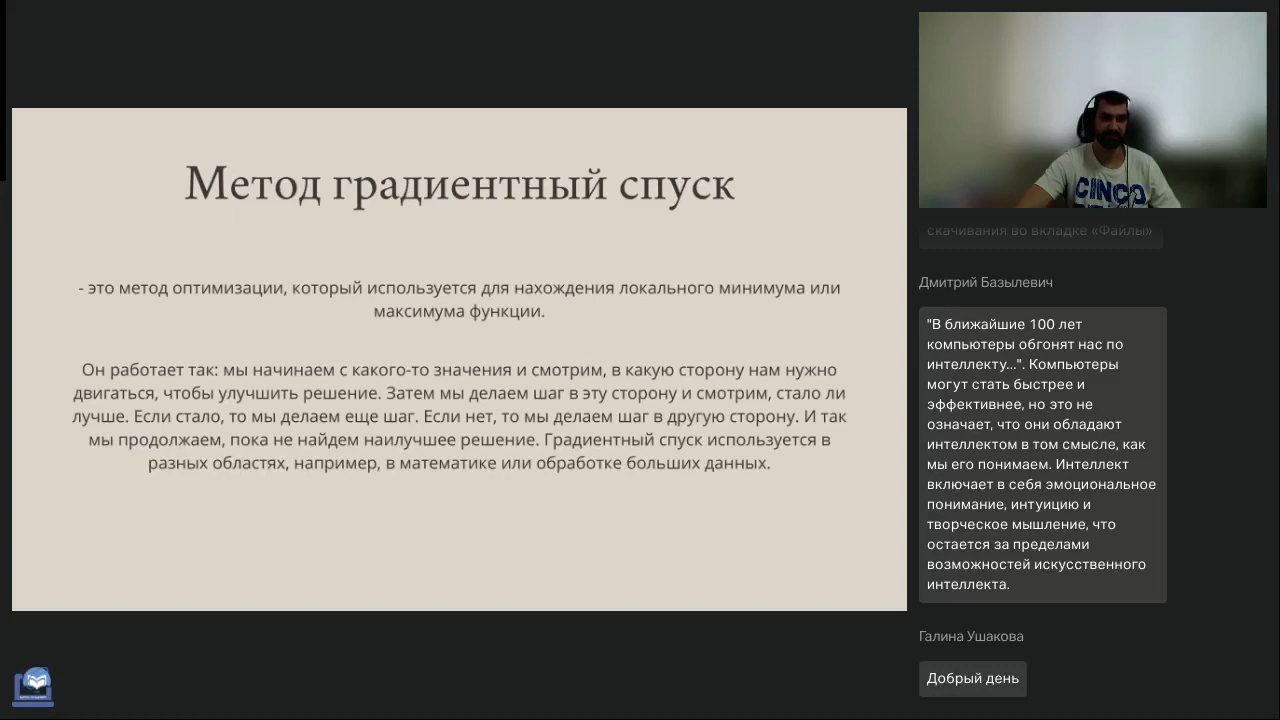 Метод градиентный спуск
- это метод оптимизации, который используется для нахождения локального минимума или
максимума функции.
Он работает так: мы начинаем с какого-то значения и смотрим, в какую сторону нам нужно
двигаться, чтобы улучшить решение. Затем мы делаем шаг в эту сторону и смотрим, стало ли
лучше. Если стало, то мы делаем еще шаг. Если нет, то мы делаем шаг в другую сторону. И так
мы продолжаем, пока не найдем наилучшее решение. Градиентный спуск используется в
разных областях, например, в математике или обработке больших данных.
CINCO
скачивания во вкладке «Файлы»
Дмитрий Базылевич
"В ближайшие 100 лет
компьютеры обгонят нас по
интеллекту...". Компьютеры
могут стать быстрее и
эффективнее, но это не
означает, что они обладают
интеллектом в том смысле, как
мы его понимаем. Интеллект
включает в себя эмоциональное
понимание, интуицию и
творческое мышление, что
остается за пределами
возможностей искусственного
интеллекта.
Галина Ушакова
Добрый день